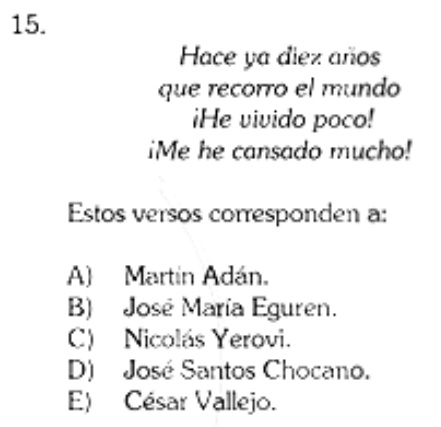 15.
Hace ya diez años
que recorro el mundo
¡He vivido poco!
¡Me he cansado mucho!
Estos versos corresponden a:
A) Martín Adán.
B) José María Eguren.
C) Nicolás Yerovi.
D) José Santos Chocano.
E) César Vallejo.